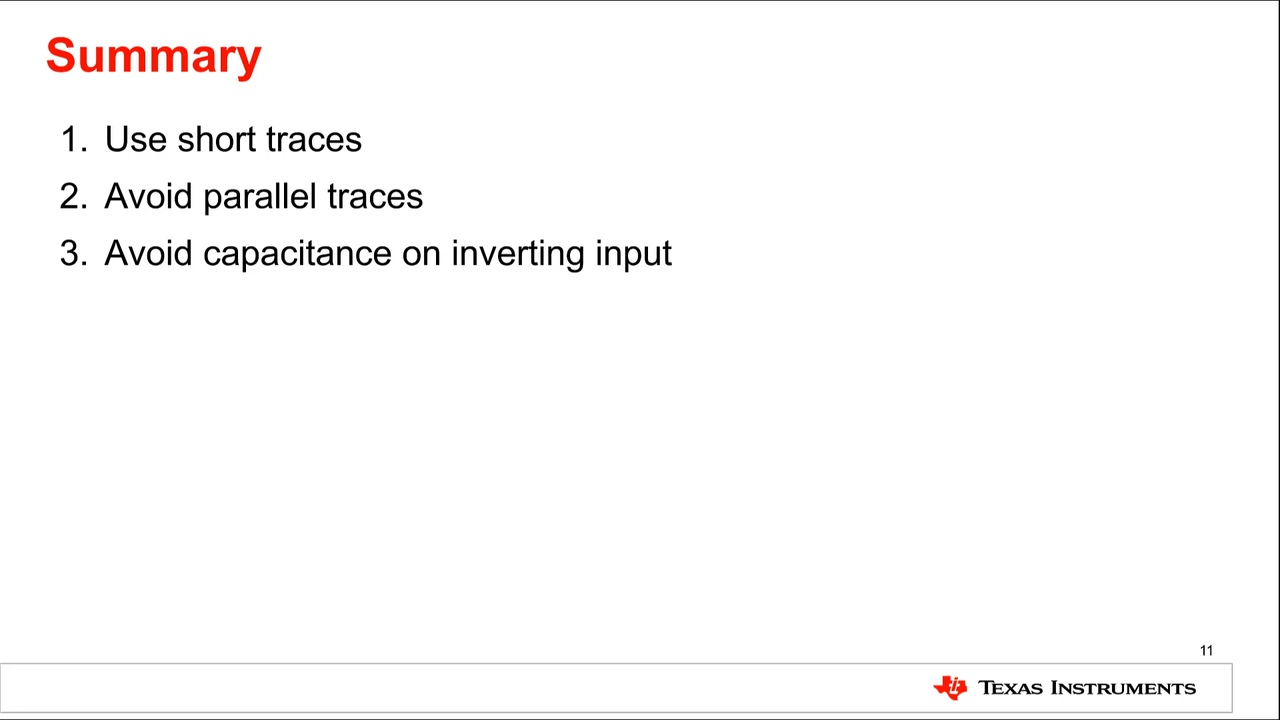 Summary
1. Use short traces
2. Avoid parallel traces
3. Avoid capacitance on inverting input
11
TEXAS INSTRUMENTS